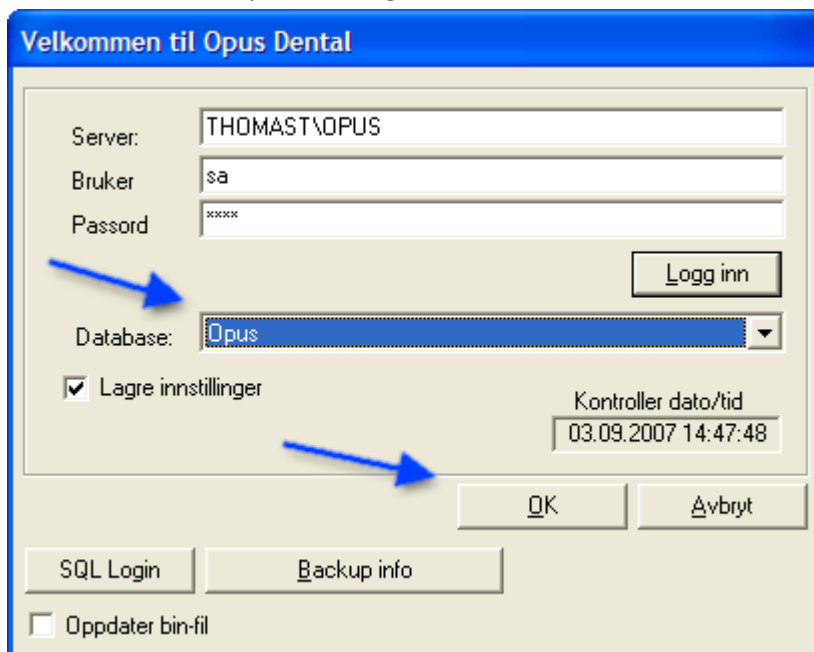 Velkommen til Opus Dental
Server: THOMAST\OPUS
Bruker sa
Passord ****
Logg inn
Database: Opus
Lagre innstillinger
Kontroller dato/tid
03.09.2007 14:47:48
OK Avbryt
SQL Login Backup info
Oppdater bin-fil